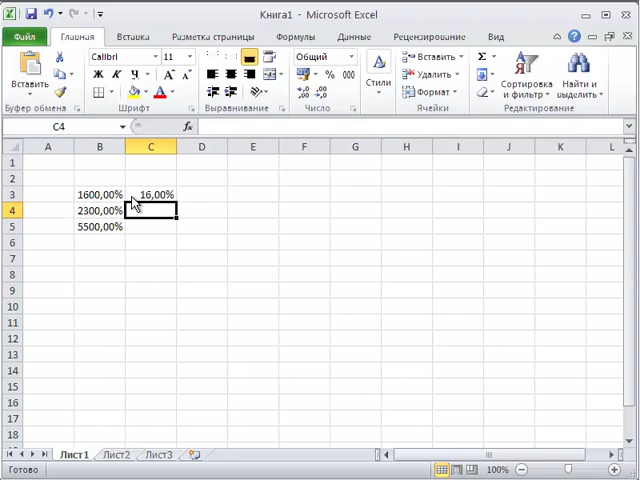 Книга1 - Microsoft Excel
Файл Главная Вставка Разметка страницы Формулы Данные Рецензирование Вид
Вставить
Calibri 11
Ж К Ч
A A
A
Общий
% 000
Стили
Вставить
Удалить
Формат
Σ
Сортировка и фильтр
Найти и выделить
Буфер обмена Шрифт Выравнивание Число Ячейки Редактирование
C4 fx
A B C D E F G H I J K L
1
2
3 1600,00% 16,00%
4 2300,00%
5 5500,00%
6
7
8
9
10
11
12
13
14
15
16
17
18
Лист1 Лист2 Лист3
Готово 100%